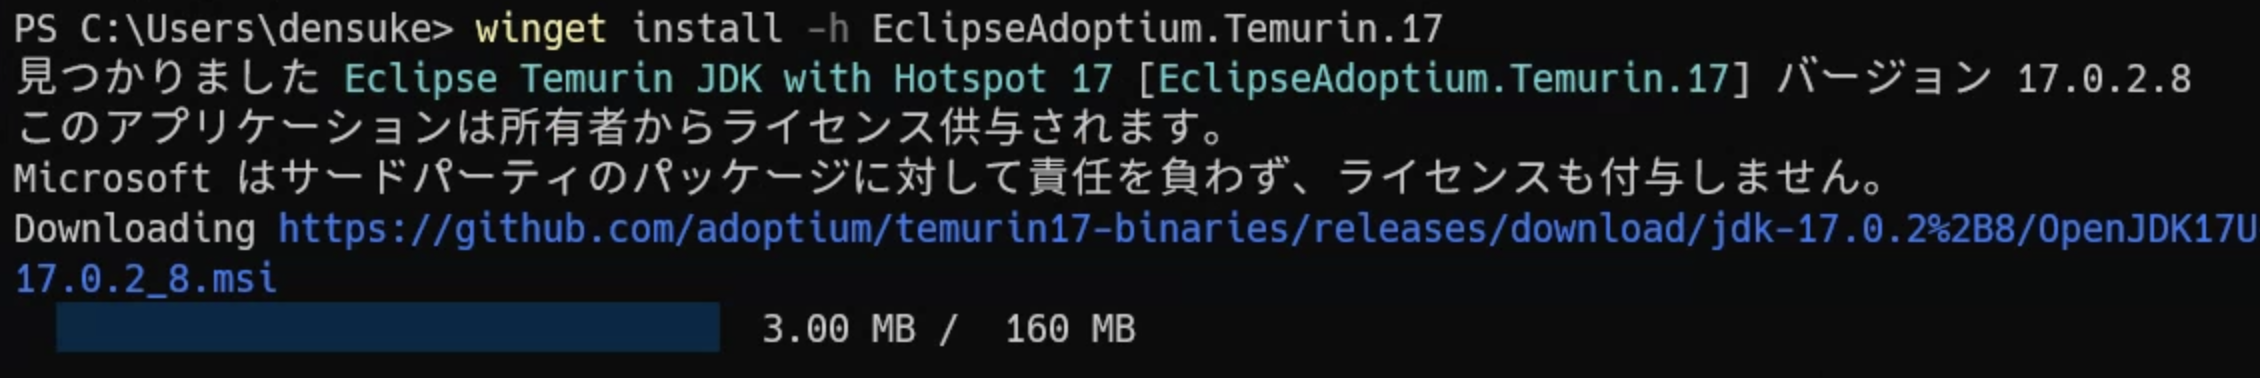 PS C:\Users\densuke> winget install -h EclipseAdoptium.Temurin.17
見つかりました Eclipse Temurin JDK with Hotspot 17 [EclipseAdoptium.Temurin.17] バージョン 17.0.2.8
このアプリケーションは所有者からライセンス供与されます。
Microsoft はサードパーティのパッケージに対して責任を負わず、ライセンスも付与しません。
Downloading https://github.com/adoptium/temurin17-binaries/releases/download/jdk-17.0.2%2B8/OpenJDK17U
17.0.2_8.msi
3.00 MB / 160 MB